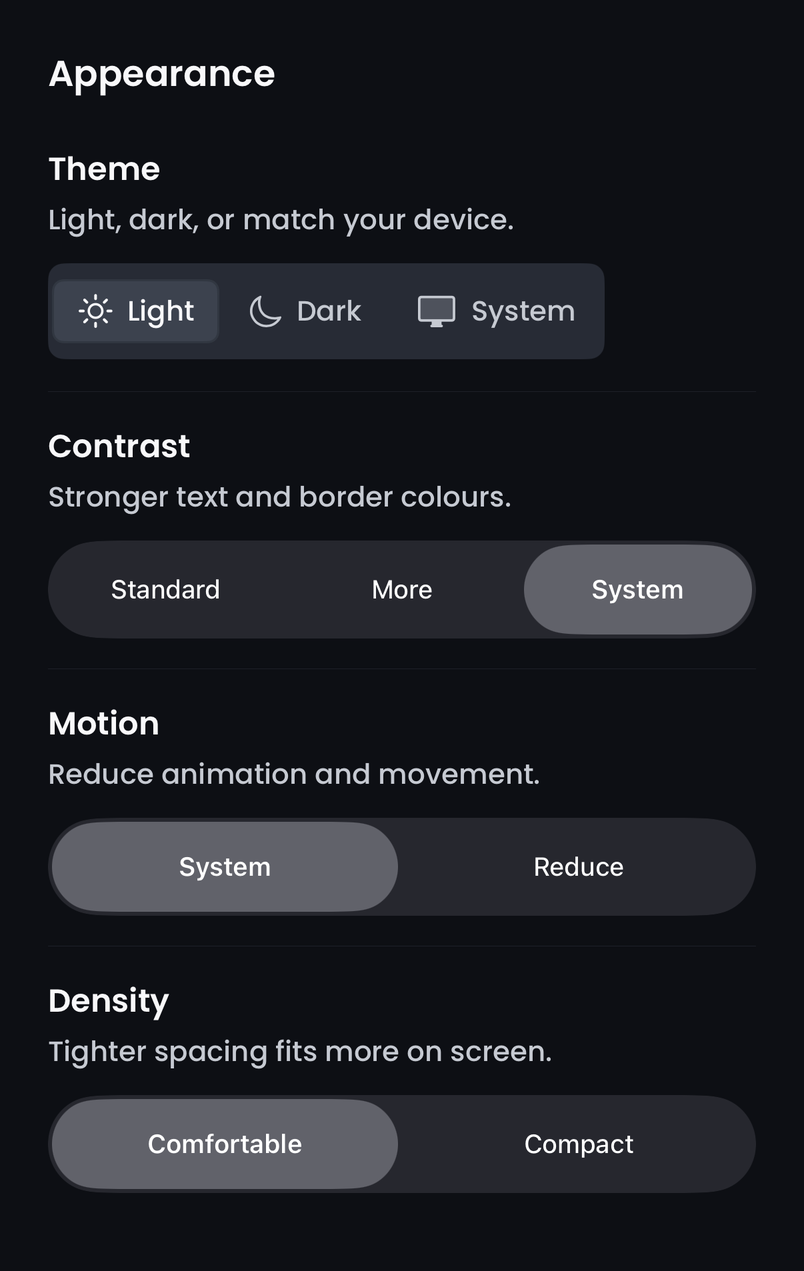 Appearance
Theme
Light, dark, or match your device.
Light Dark System
Contrast
Stronger text and border colours.
Standard More System
Motion
Reduce animation and movement.
System Reduce
Density
Tighter spacing fits more on screen.
Comfortable Compact